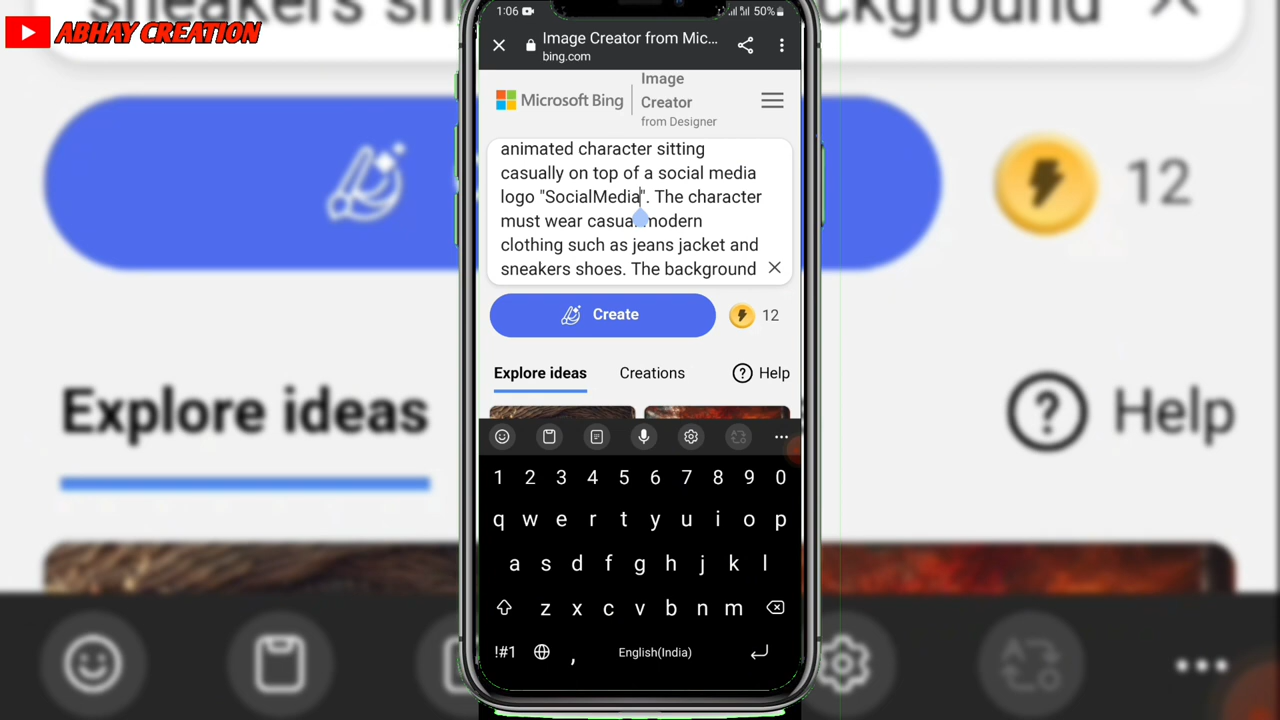 sneakers sh
ckground
ABHAY CREATION
1:06
50%
Image Creator from Mic...
bing.com
Microsoft Bing
Image
Creator
from Designer
animated character sitting
casually on top of a social media
logo "SocialMedia". The character
must wear casual modern
clothing such as jeans jacket and
sneakers shoes. The background
Create
12
12
Explore ideas
Creations
Help
Explore ideas
Help
1 2 3 4 5 6 7 8 9 0
q w e r t y u i o p
a s d f g h j k l
z x c v b n m
!#1
,
English(India)